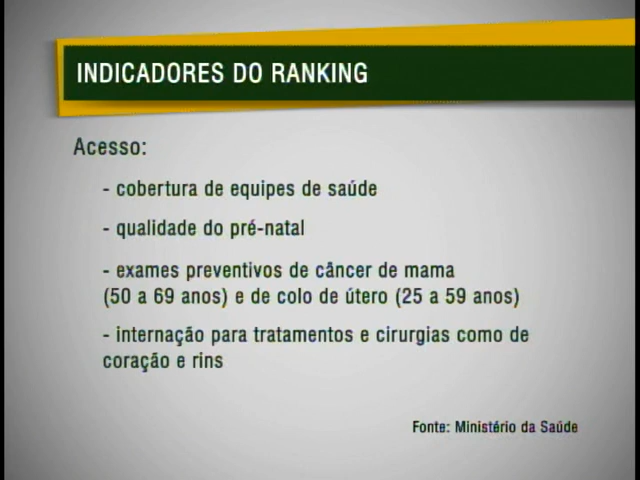 INDICADORES DO RANKING
Acesso:
- cobertura de equipes de saúde
- qualidade do pré-natal
- exames preventivos de câncer de mama
(50 a 69 anos) e de colo de útero (25 a 59 anos)
- internação para tratamentos e cirurgias como de
coração e rins
Fonte: Ministério da Saúde